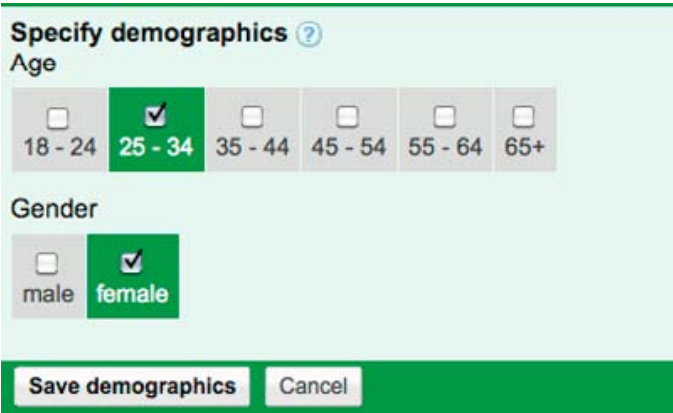 Specify demographics ?
Age
18 - 24 25 - 34 35 - 44 45 - 54 55 - 64 65+
Gender
male female
Save demographics Cancel